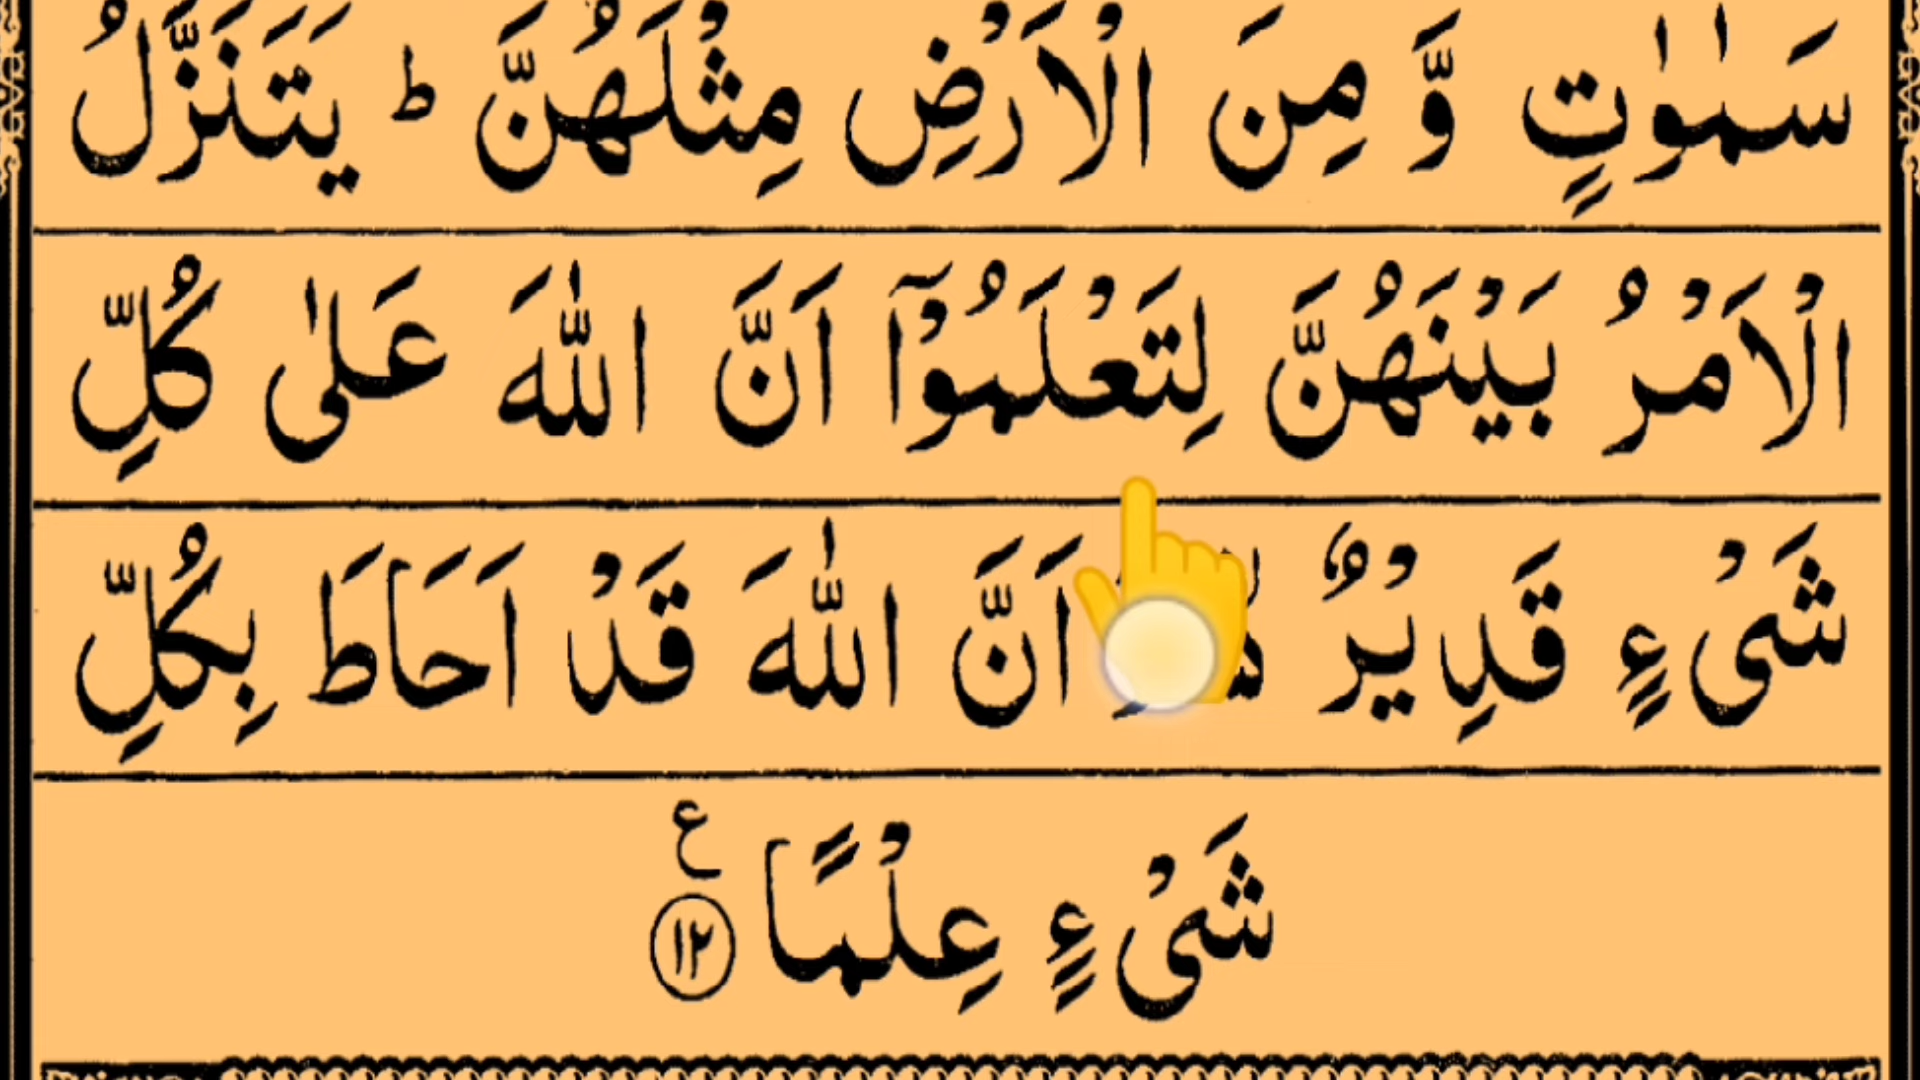 سَمٰوٰتٍ وَّ مِنَ الْاَرْضِ مِثْلَهُنَّ ؕ يَتَنَزَّلُ
الْاَمْرُ بَيْنَهُنَّ لِتَعْلَمُوْۤا اَنَّ اللّٰهَ عَلٰى كُلِّ
شَیْءٍ قَدِيْرٌ اَنَّ اللّٰهَ قَدْ اَحَاطَ بِكُلِّ
شَیْءٍ عِلْمًا ع ١٢